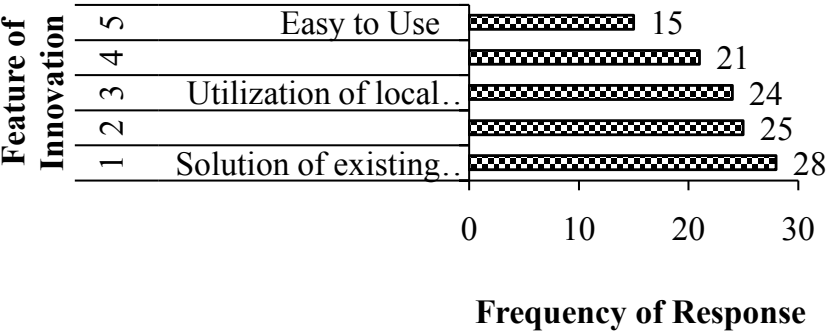 Feature of
Innovation
5 Easy to Use 15
4 21
3 Utilization of local.. 24
2 25
1 Solution of existing.. 28
0 10 20 30
Frequency of Response